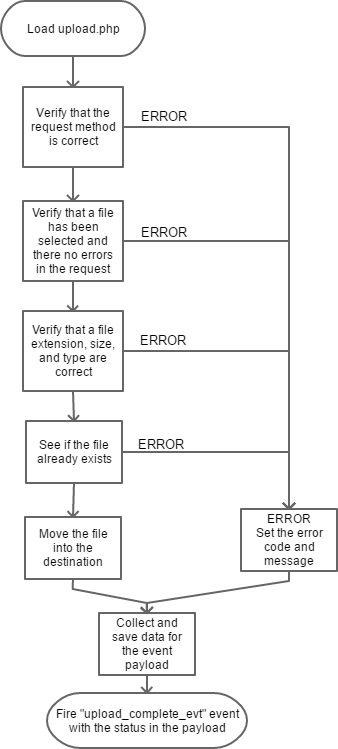 Load upload.php
Verify that the
request method
is correct
ERROR
Verify that a file
has been
selected and
there no errors
in the request
ERROR
Verify that a file
extension, size,
and type are
correct
ERROR
See if the file
already exists
ERROR
Move the file
into the
destination
ERROR
Set the error
code and
message
Collect and
save data for
the event
payload
Fire "upload_complete_evt" event
with the status in the payload